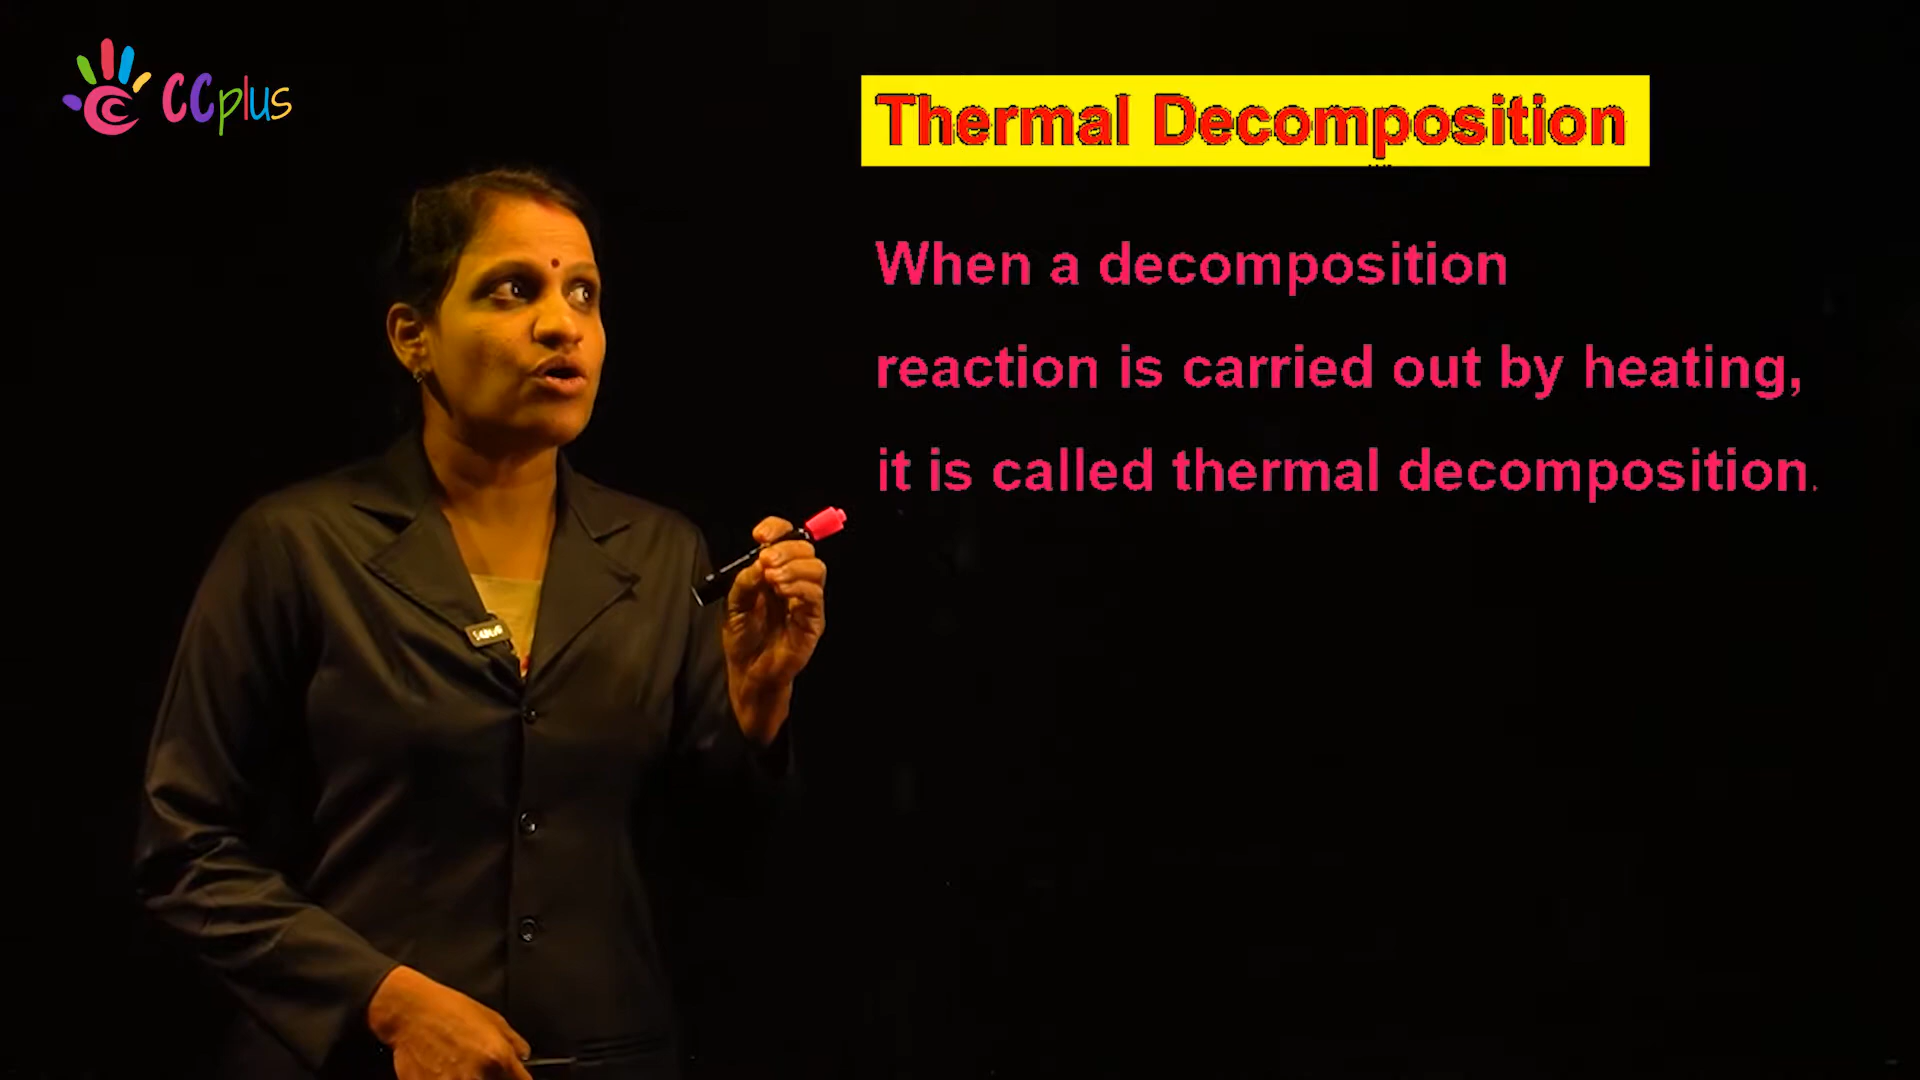 CCplus
Thermal Decomposition
When a decomposition
reaction is carried out by heating,
it is called thermal decomposition.